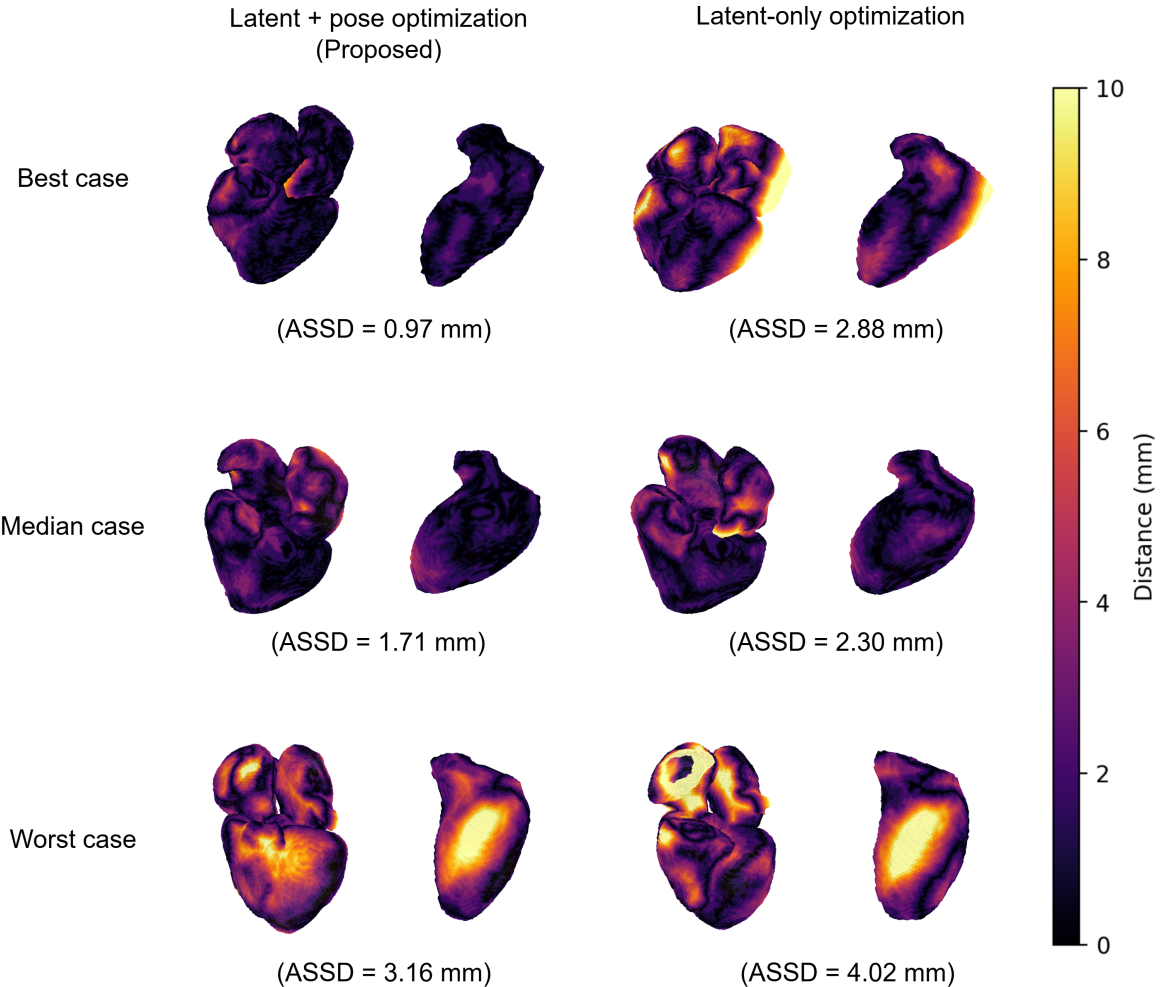 Latent + pose optimization
(Proposed)
Latent-only optimization
Best case
(ASSD = 0.97 mm)
(ASSD = 2.88 mm)
Median case
(ASSD = 1.71 mm)
(ASSD = 2.30 mm)
Worst case
(ASSD = 3.16 mm)
(ASSD = 4.02 mm)
10
8
6
4
2
0
Distance (mm)